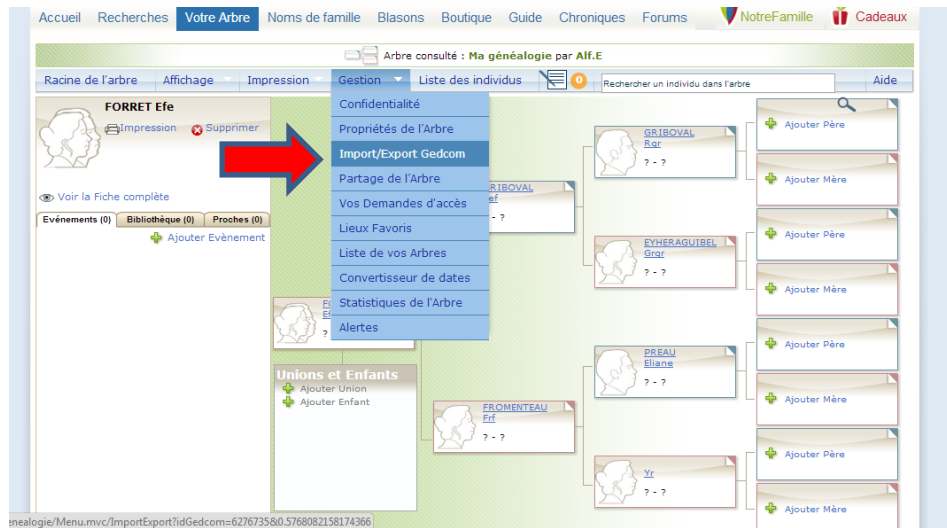 Accueil Recherches Votre Arbre Noms de famille Blasons Boutique Guide Chroniques Forums NotreFamille Cadeaux
Arbre consulté : Ma généalogie par Alf.E
Racine de l'arbre Affichage Impression Gestion Liste des individus 0 Rechercher un individu dans l'arbre Aide
FORRET Efe
Impression Supprimer
Voir la Fiche complète
Evénements (0) Bibliothèque (0) Proches (0)
Ajouter Evènement
Confidentialité
Propriétés de l'Arbre
Import/Export Gedcom
Partage de l'Arbre
Vos Demandes d'accès
Lieux Favoris
Liste de vos Arbres
Convertisseur de dates
Statistiques de l'Arbre
Alertes
?
Unions et Enfants
Ajouter Union
Ajouter Enfant
RIBOVAL
ef
- ?
FROMENTEAU
Frf
? - ?
GRIBOVAL
Rgr
? - ?
EYHERAGUIBEL
Grgr
? - ?
PREAU
Eliane
? - ?
Yr
? - ?
Ajouter Père
Ajouter Mère
Ajouter Père
Ajouter Mère
Ajouter Père
Ajouter Mère
Ajouter Père
Ajouter Mère
enealogie/Menu.mvc/ImportExport?idGedcom=6276735&0.5768082158174366